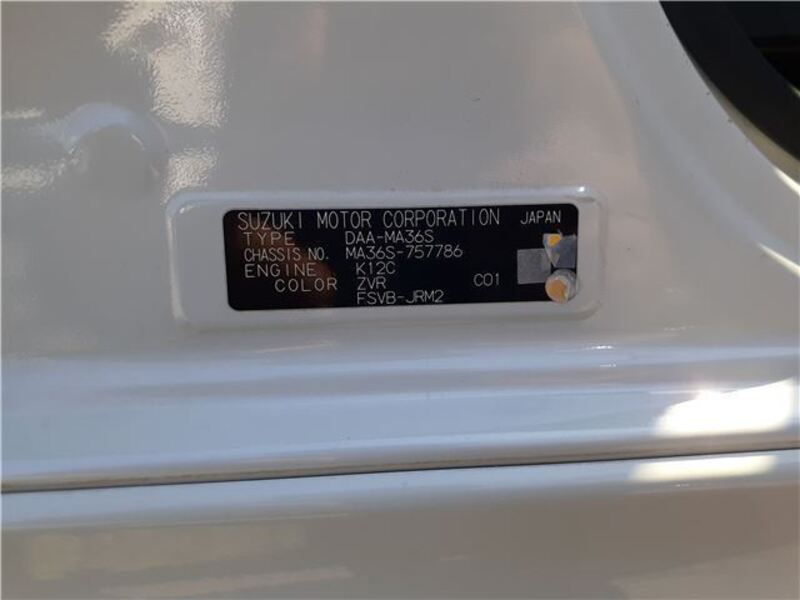 SUZUKI MOTOR CORPORATION JAPAN
TYPE DAA-MA36S
CHASSIS NO. MA36S-757786
ENGINE K12C
COLOR ZVR C01
FSVB-JRM2